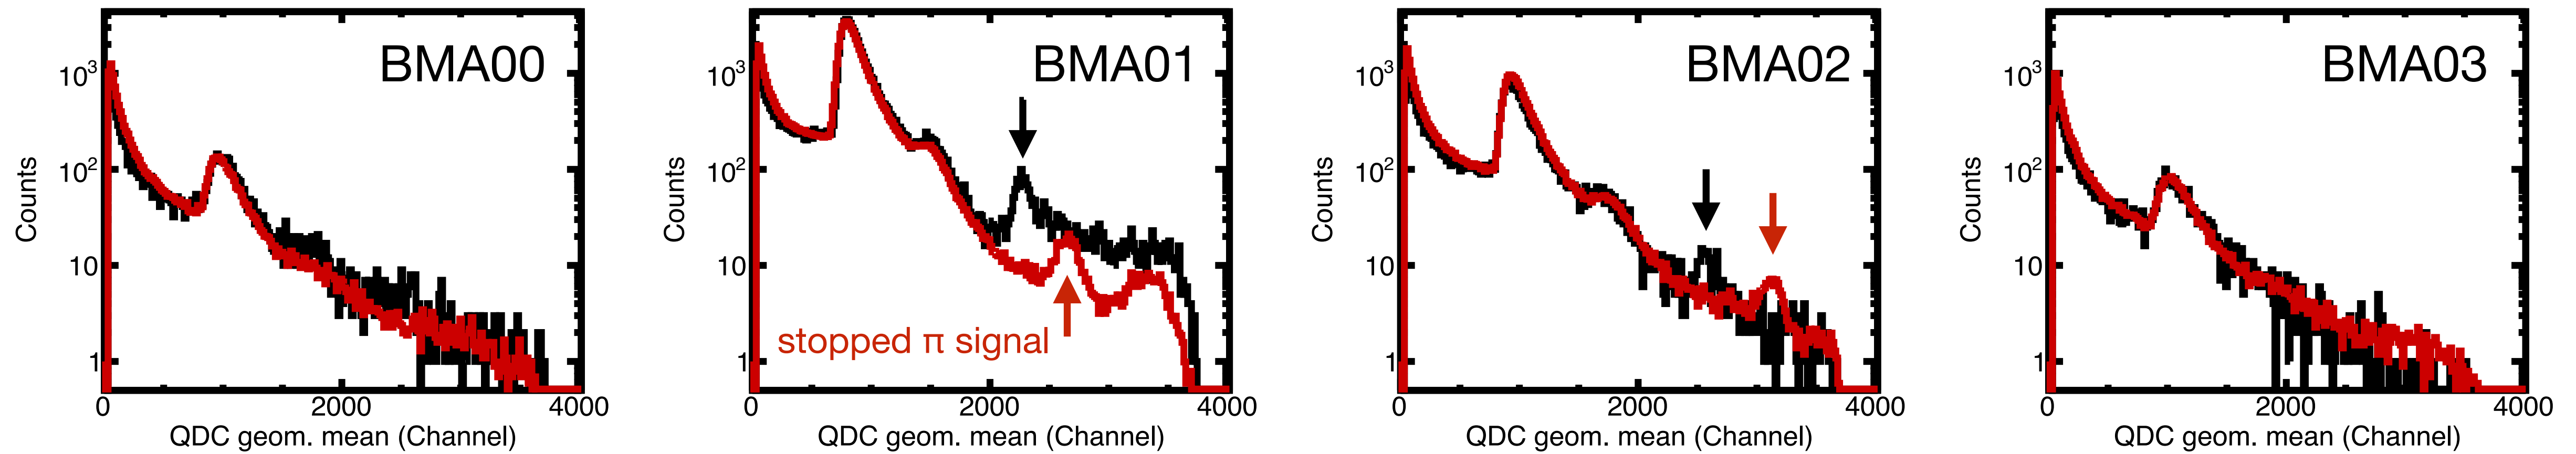 BMA00
Counts
10³
10²
10
1
0
2000
4000
QDC geom. mean (Channel)
BMA01
Counts
10³
10²
10
1
stopped π signal
0
2000
4000
QDC geom. mean (Channel)
BMA02
Counts
10³
10²
10
1
0
2000
4000
QDC geom. mean (Channel)
BMA03
Counts
10³
10²
10
1
0
2000
4000
QDC geom. mean (Channel)